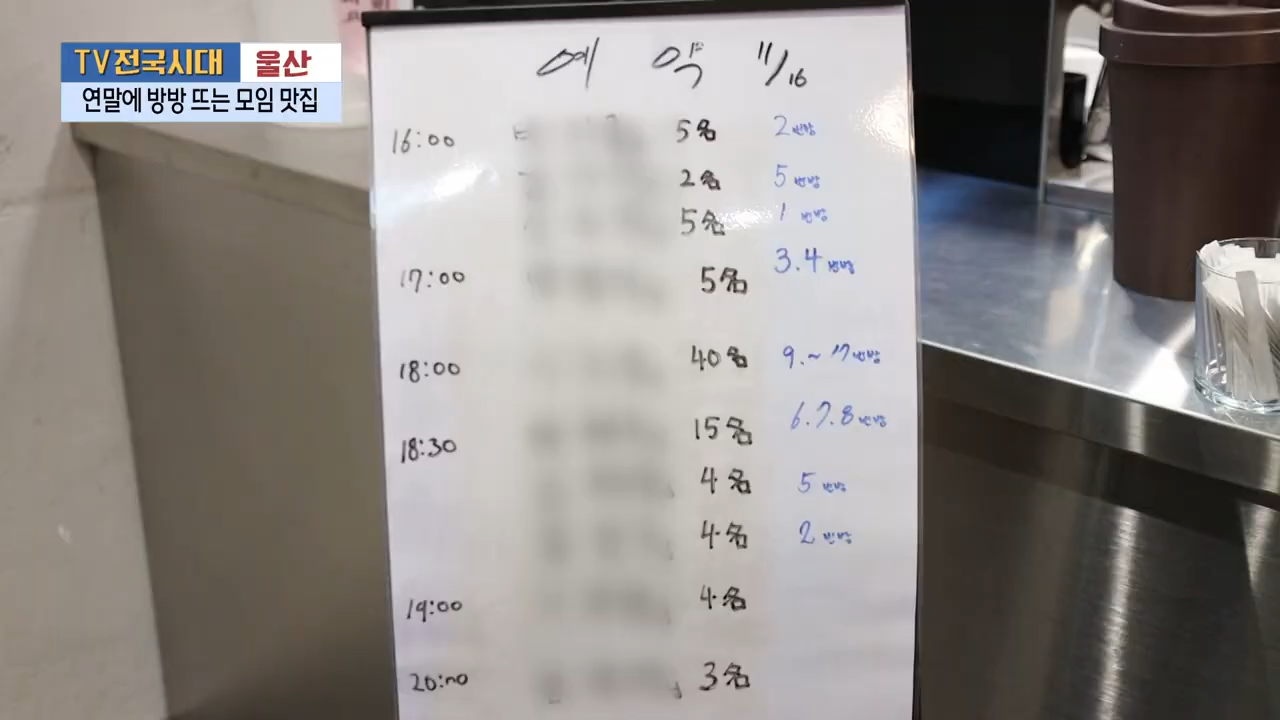 TV전국시대 울산
연말에 방방 뜨는 모임 맛집
예 약 11/16
16:00 5名 2번방
2名 5번방
5名 1번방
17:00 5名 3.4번방
18:00 40名 9.~17번방
18:30 15名 6.7.8번방
4名 5번방
4名 2번방
19:00 4名
20:00 3名